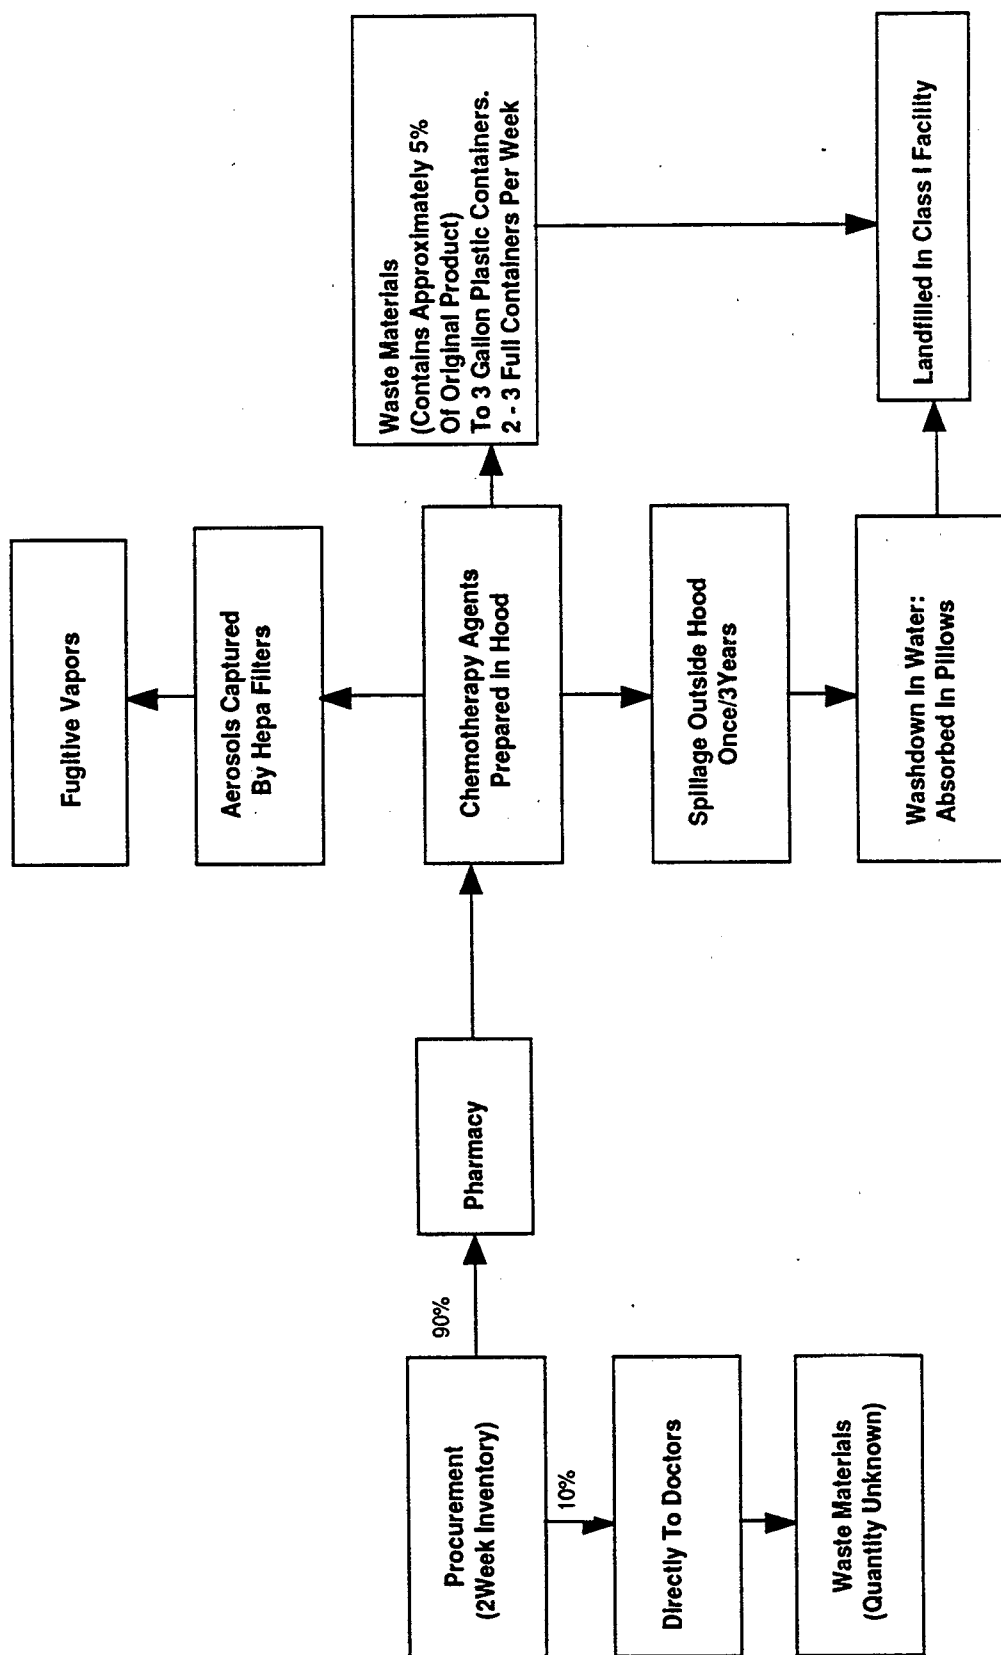 Procurement
(2Week Inventory)
90%
10%
Directly To Doctors
Waste Materials
(Quantity Unknown)
Pharmacy
Fugitive Vapors
Aerosols Captured
By Hepa Filters
Chemotherapy Agents
Prepared In Hood
Spillage Outside Hood
Once/3Years
Washdown In Water:
Absorbed In Pillows
Waste Materials
(Contains Approximately 5%
Of Original Product)
To 3 Gallon Plastic Containers.
2 - 3 Full Containers Per Week
Landfilled In Class I Facility